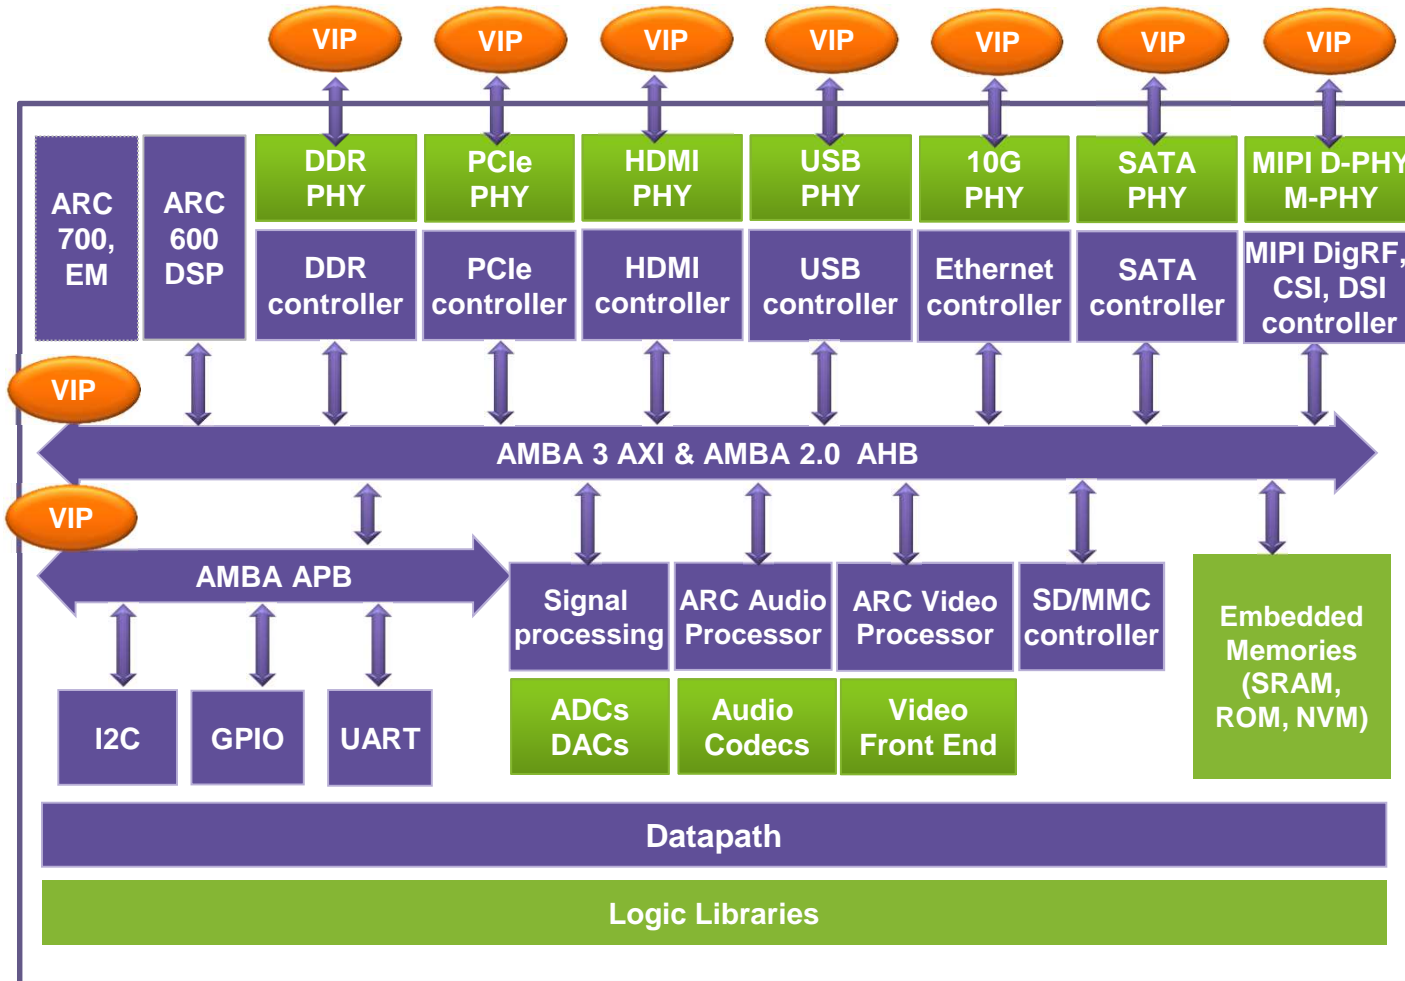 VIP
VIP
VIP
VIP
VIP
VIP
VIP
ARC
700,
EM
ARC
600
DSP
DDR
PHY
PCIe
PHY
HDMI
PHY
USB
PHY
10G
PHY
SATA
PHY
MIPI D-PHY
M-PHY
DDR
controller
PCIe
controller
HDMI
controller
USB
controller
Ethernet
controller
SATA
controller
MIPI DigRF,
CSI, DSI
controller
VIP
AMBA 3 AXI & AMBA 2.0 AHB
VIP
AMBA APB
Signal
processing
ARC Audio
Processor
ARC Video
Processor
SD/MMC
controller
Embedded
Memories
(SRAM,
ROM, NVM)
I2C
GPIO
UART
ADCs
DACs
Audio
Codecs
Video
Front End
Datapath
Logic Libraries